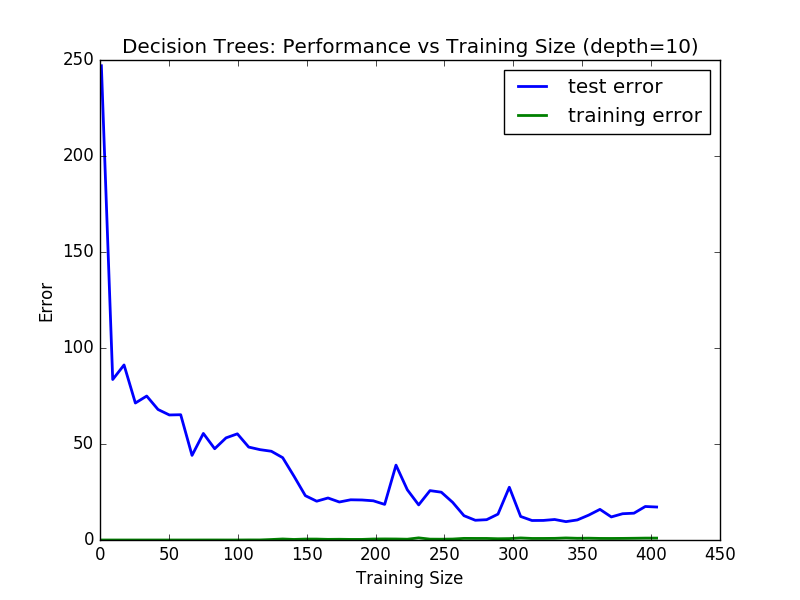 Decision Trees: Performance vs Training Size (depth=10)
test error
training error
Error
250
200
150
100
50
0
0 50 100 150 200 250 300 350 400 450
Training Size